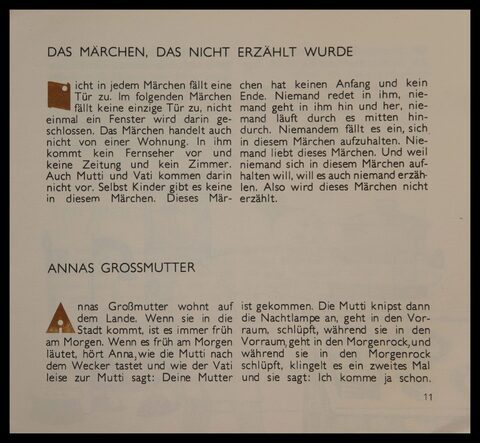 DAS MÄRCHEN, DAS NICHT ERZÄHLT WURDE
Nicht in jedem Märchen fällt eine
Tür zu. Im folgenden Märchen
fällt keine einzige Tür zu, nicht
einmal ein Fenster wird darin ge-
schlossen. Das Märchen handelt auch
nicht von einer Wohnung. In ihm
kommt kein Fernseher vor und
keine Zeitung und kein Zimmer.
Auch Mutti und Vati kommen darin
nicht vor. Selbst Kinder gibt es keine
in diesem Märchen. Dieses Mär-
chen hat keinen Anfang und kein
Ende. Niemand redet in ihm, nie-
mand geht in ihm hin und her, nie-
mand läuft durch es mitten hin-
durch. Niemandem fällt es ein, sich
in diesem Märchen aufzuhalten. Nie-
mand liebt dieses Märchen. Und weil
niemand sich in diesem Märchen auf-
halten will, will es auch niemand erzäh-
len. Also wird dieses Märchen nicht
erzählt.
ANNAS GROSSMUTTER
Annas Großmutter wohnt auf
dem Lande. Wenn sie in die
Stadt kommt, ist es immer früh
am Morgen. Wenn es früh am Morgen
läutet, hört Anna, wie die Mutti nach
dem Wecker tastet und wie der Vati
leise zur Mutti sagt: Deine Mutter
ist gekommen. Die Mutti knipst dann
die Nachtlampe an, geht in den Vor-
raum, schlüpft, während sie in den
Vorraum, geht in den Morgenrock, und
während sie in den Morgenrock
schlüpft, klingelt es ein zweites Mal
und sie sagt: Ich komme ja schon.
11